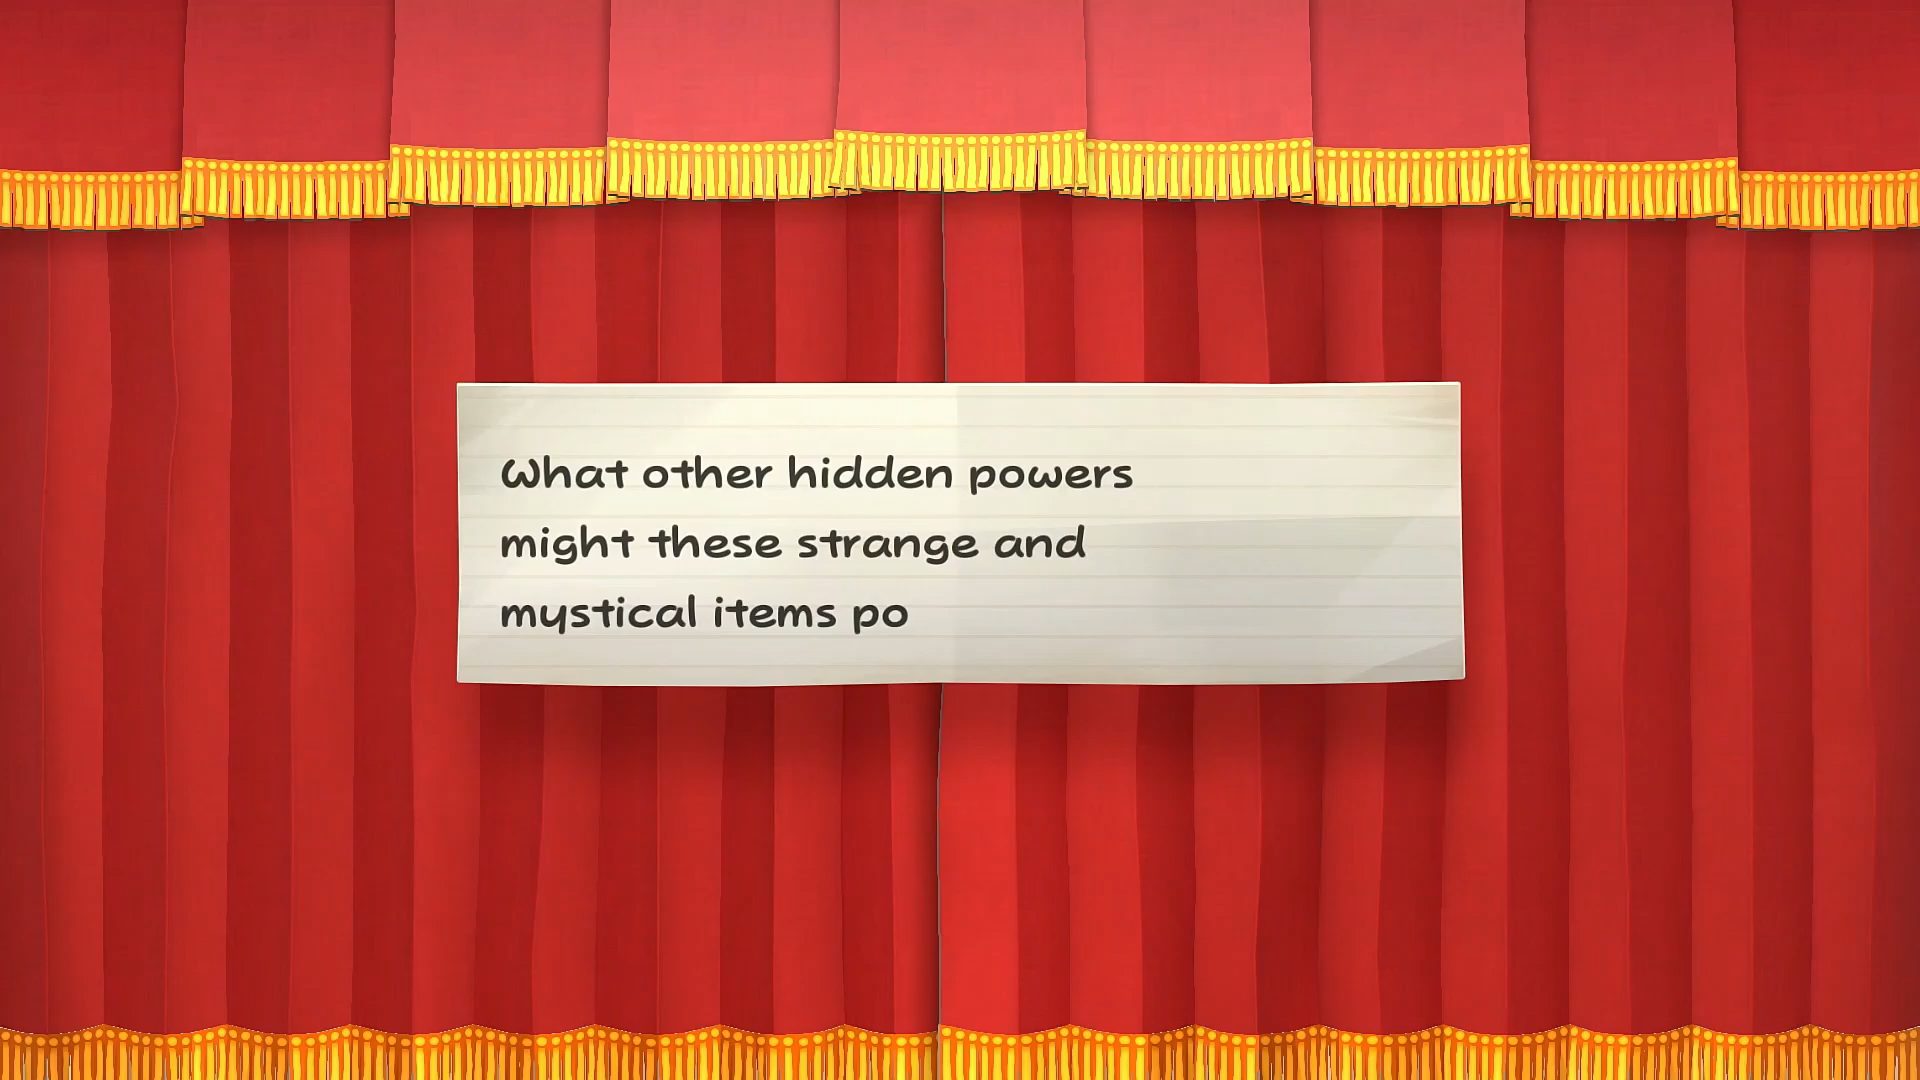 What other hidden powers
might these strange and
mystical items po